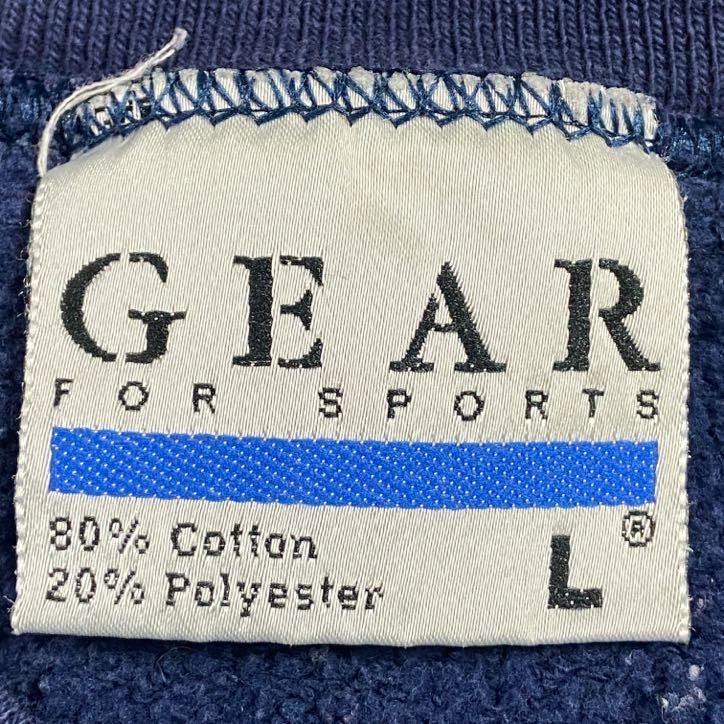 GEAR
FOR SPORTS
®
80% Cotton
20% Polyester
L